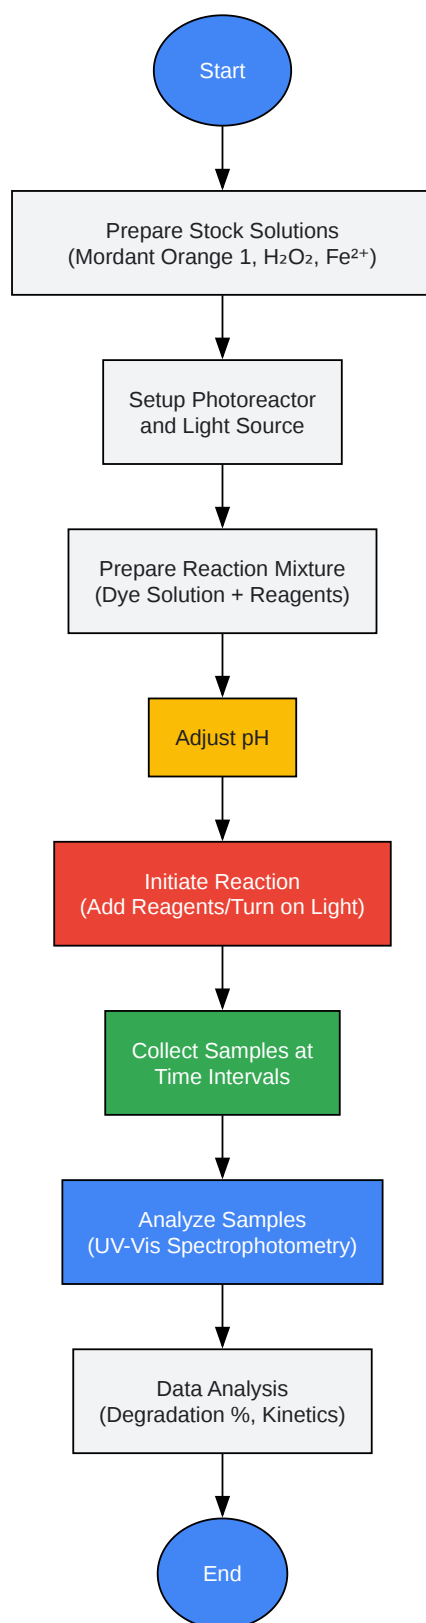 Start
Prepare Stock Solutions
(Mordant Orange 1, H₂O₂, Fe²⁺)
Setup Photoreactor
and Light Source
Prepare Reaction Mixture
(Dye Solution + Reagents)
Adjust pH
Initiate Reaction
(Add Reagents/Turn on Light)
Collect Samples at
Time Intervals
Analyze Samples
(UV-Vis Spectrophotometry)
Data Analysis
(Degradation %, Kinetics)
End